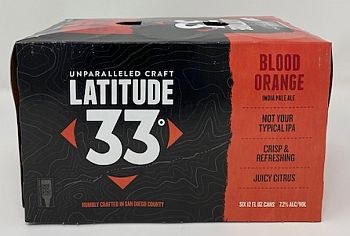 UNPARALLELED CRAFT
LATITUDE
33°
HUMBLY CRAFTED IN SAN DIEGO COUNTY
BLOOD
ORANGE
INDIA PALE ALE
NOT YOUR
TYPICAL IPA
CRISP &
REFRESHING
JUICY CITRUS
SIX 12 FL OZ CANS 7.2% ALC/VOL